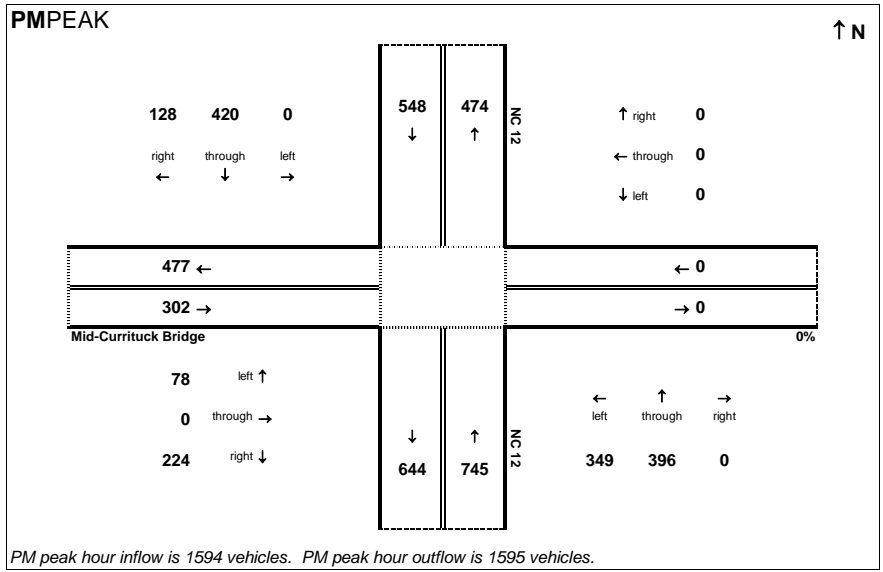 PMPEAK
↑ N
128 420 0
right through left
← ↓ →
548 474
↓ ↑
NC 12
↑ right 0
← through 0
↓ left 0
477 ←
302 →
← 0
→ 0
Mid-Currituck Bridge
0%
78 left ↑
0 through →
224 right ↓
↓ ↑
644 745
NC 12
← ↑ →
left through right
349 396 0
PM peak hour inflow is 1594 vehicles. PM peak hour outflow is 1595 vehicles.